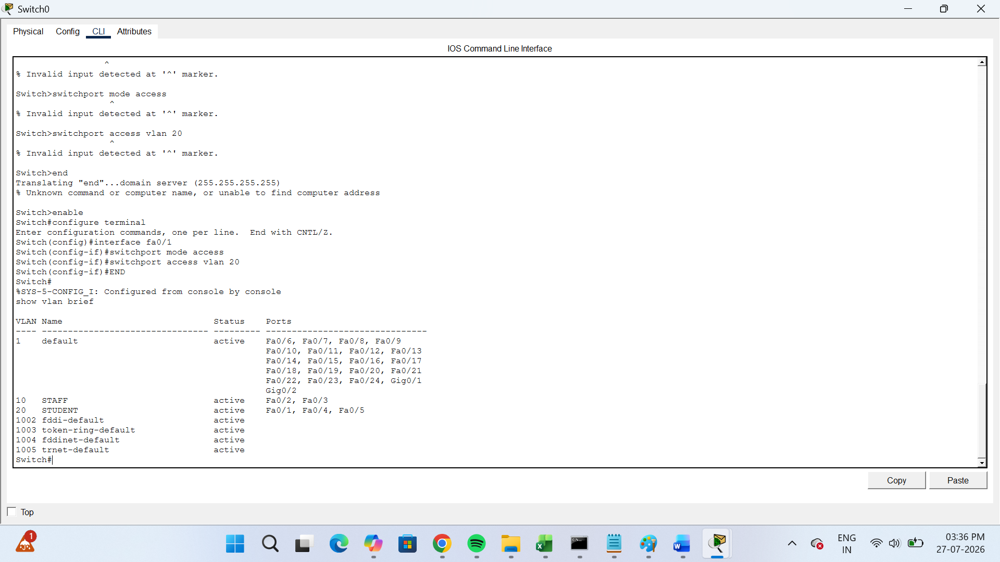 Switch0
Physical Config CLI Attributes
IOS Command Line Interface
^
% Invalid input detected at '^' marker.
Switch>switchport mode access
^
% Invalid input detected at '^' marker.
Switch>switchport access vlan 20
^
% Invalid input detected at '^' marker.
Switch>end
Translating "end"...domain server (255.255.255.255)
% Unknown command or computer name, or unable to find computer address
Switch>enable
Switch#configure terminal
Enter configuration commands, one per line. End with CNTL/Z.
Switch(config)#interface fa0/1
Switch(config-if)#switchport mode access
Switch(config-if)#switchport access vlan 20
Switch(config-if)#END
Switch#
%SYS-5-CONFIG_I: Configured from console by console
show vlan brief
VLAN Name Status Ports
---- -------------------------------- --------- -------------------------------
1 default active Fa0/6, Fa0/7, Fa0/8, Fa0/9
Fa0/10, Fa0/11, Fa0/12, Fa0/13
Fa0/14, Fa0/15, Fa0/16, Fa0/17
Fa0/18, Fa0/19, Fa0/20, Fa0/21
Fa0/22, Fa0/23, Fa0/24, Gig0/1
Gig0/2
10 STAFF active Fa0/2, Fa0/3
20 STUDENT active Fa0/1, Fa0/4, Fa0/5
1002 fddi-default active
1003 token-ring-default active
1004 fddinet-default active
1005 trnet-default active
Switch#
Copy Paste
Top
1
ENG
IN
03:36 PM
27-07-2026